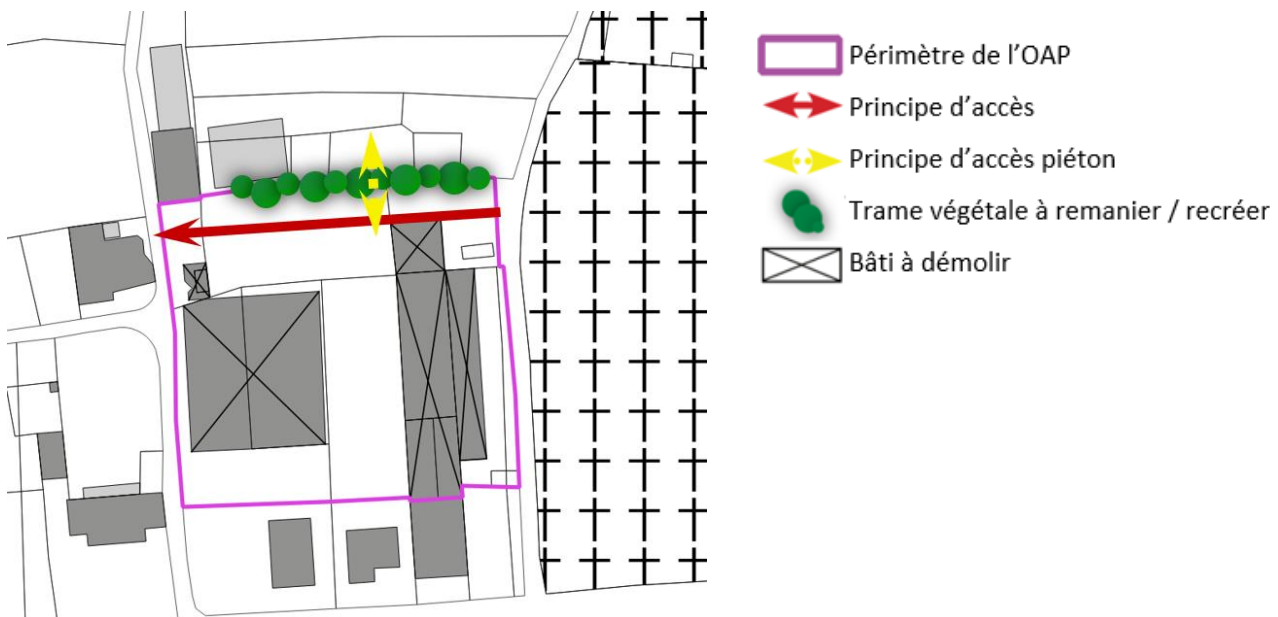 Périmètre de l'OAP
Principe d'accès
Principe d'accès piéton
Trame végétale à remanier / recréer
Bâti à démolir